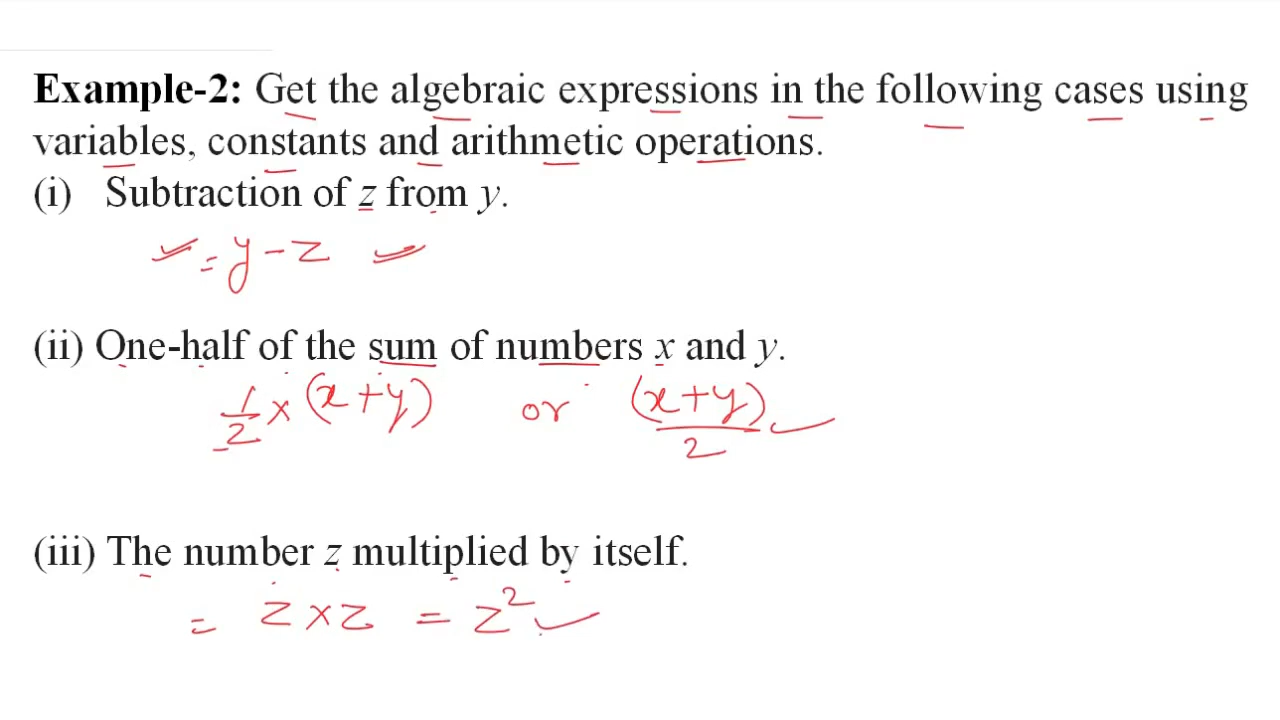 Example-2: Get the algebraic expressions in the following cases using
variables, constants and arithmetic operations.
(i) Subtraction of z from y.
= y - z
(ii) One-half of the sum of numbers x and y.
1/2 × (x + y) or (x + y)/2
(iii) The number z multiplied by itself.
= z × z = z²